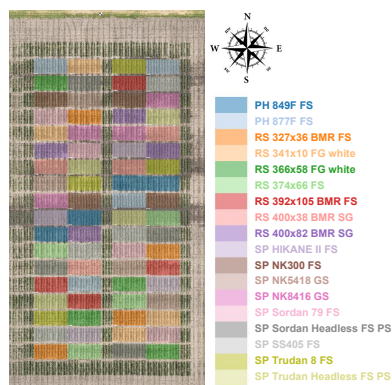 N
W
E
S
PH 849F FS
PH 877F FS
RS 327x36 BMR FS
RS 341x10 FG white
RS 366x58 FG white
RS 374x66 FS
RS 392x105 BMR FS
RS 400x38 BMR SG
RS 400x82 BMR SG
SP HIKANE II FS
SP NK300 FS
SP NK5418 GS
SP NK8416 GS
SP Sordan 79 FS
SP Sordan Headless FS PS
SP SS405 FS
SP Trudan 8 FS
SP Trudan Headless FS PS